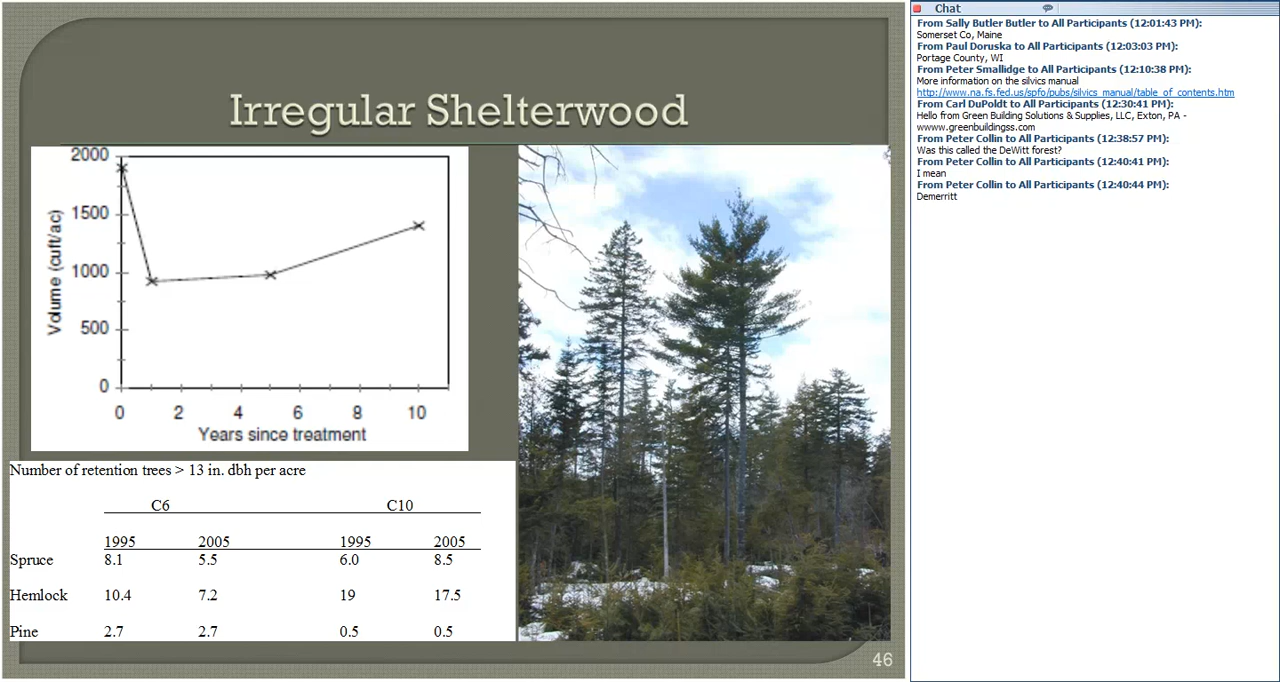 Irregular Shelterwood
2000
1500
1000
500
0
Volume (cuft/ac)
0 2 4 6 8 10
Years since treatment
Number of retention trees > 13 in. dbh per acre
C6 C10
1995 2005 1995 2005
Spruce 8.1 5.5 6.0 8.5
Hemlock 10.4 7.2 19 17.5
Pine 2.7 2.7 0.5 0.5
46
Chat
From Sally Butler Butler to All Participants (12:01:43 PM):
Somerset Co, Maine
From Paul Doruska to All Participants (12:03:03 PM):
Portage County, WI
From Peter Smallidge to All Participants (12:10:38 PM):
More information on the silvics manual
http://www.na.fs.fed.us/spfo/pubs/silvics_manual/table_of_contents.htm
From Carl DuPoldt to All Participants (12:30:41 PM):
Hello from Green Building Solutions & Supplies, LLC, Exton, PA -
wwww.greenbuildingss.com
From Peter Collin to All Participants (12:38:57 PM):
Was this called the DeWitt forest?
From Peter Collin to All Participants (12:40:41 PM):
I mean
From Peter Collin to All Participants (12:40:44 PM):
Demerritt